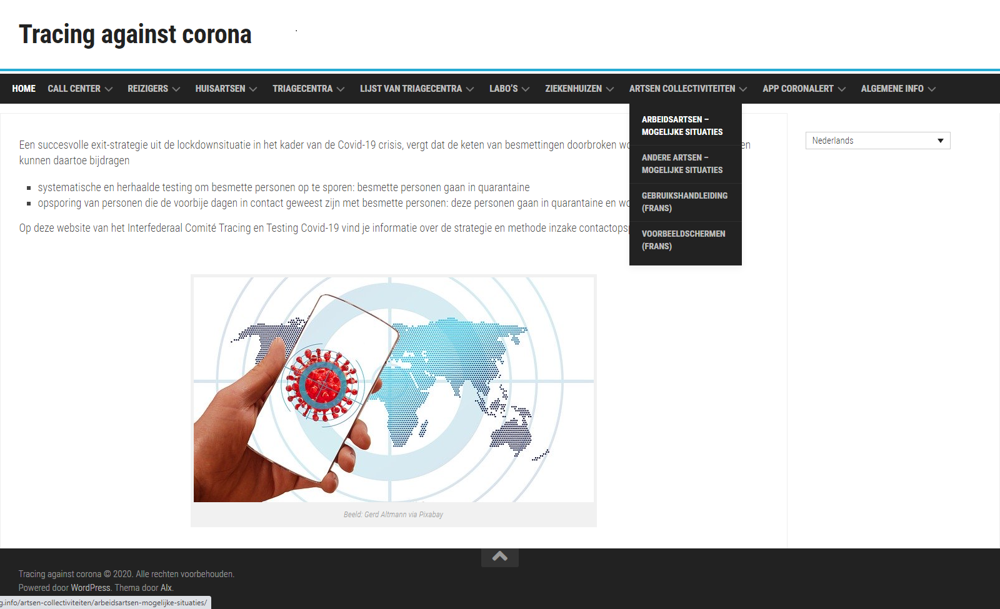 Tracing against corona
HOME CALL CENTER REIZIGERS HUISARTSEN TRIAGECENTRA LIJST VAN TRIAGECENTRA LABO'S ZIEKENHUIZEN ARTSEN COLLECTIVITEITEN APP CORONALERT ALGEMENE INFO
ARBEIDSARTSEN –
MOGELIJKE SITUATIES
ANDERE ARTSEN –
MOGELIJKE SITUATIES
GEBRUIKSHANDLEIDING
(FRANS)
VOORBEELDSCHERMEN
(FRANS)
Nederlands
Een succesvolle exit-strategie uit de lockdownsituatie in het kader van de Covid-19 crisis, vergt dat de keten van besmettingen doorbroken
kunnen daartoe bijdragen
systematische en herhaalde testing om besmette personen op te sporen: besmette personen gaan in quarantaine
opsporing van personen die de voorbije dagen in contact geweest zijn met besmette personen: deze personen gaan in quarantaine en
Op deze website van het Interfederaal Comité Tracing en Testing Covid-19 vind je informatie over de strategie en methode inzake
Beeld: Gerd Altmann via Pixabay
Tracing against corona © 2020. Alle rechten voorbehouden.
Powered door WordPress. Thema door Alx.
g.info/artsen-collectiviteiten/arbeidsartsen-mogelijke-situaties/